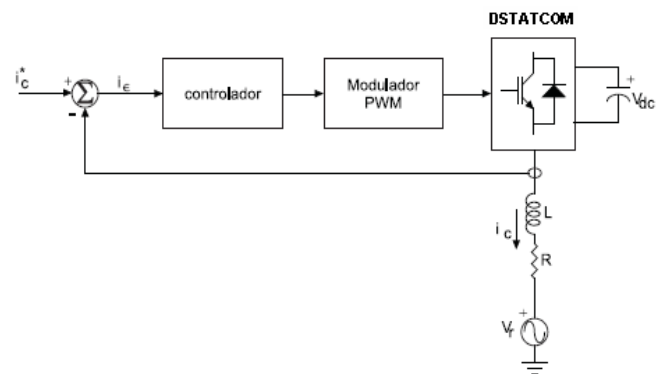 DSTATCOM
i*c
+
Σ
-
iϵ
controlador
Modulador
PWM
+
Vdc
L
ic
R
+
Vr